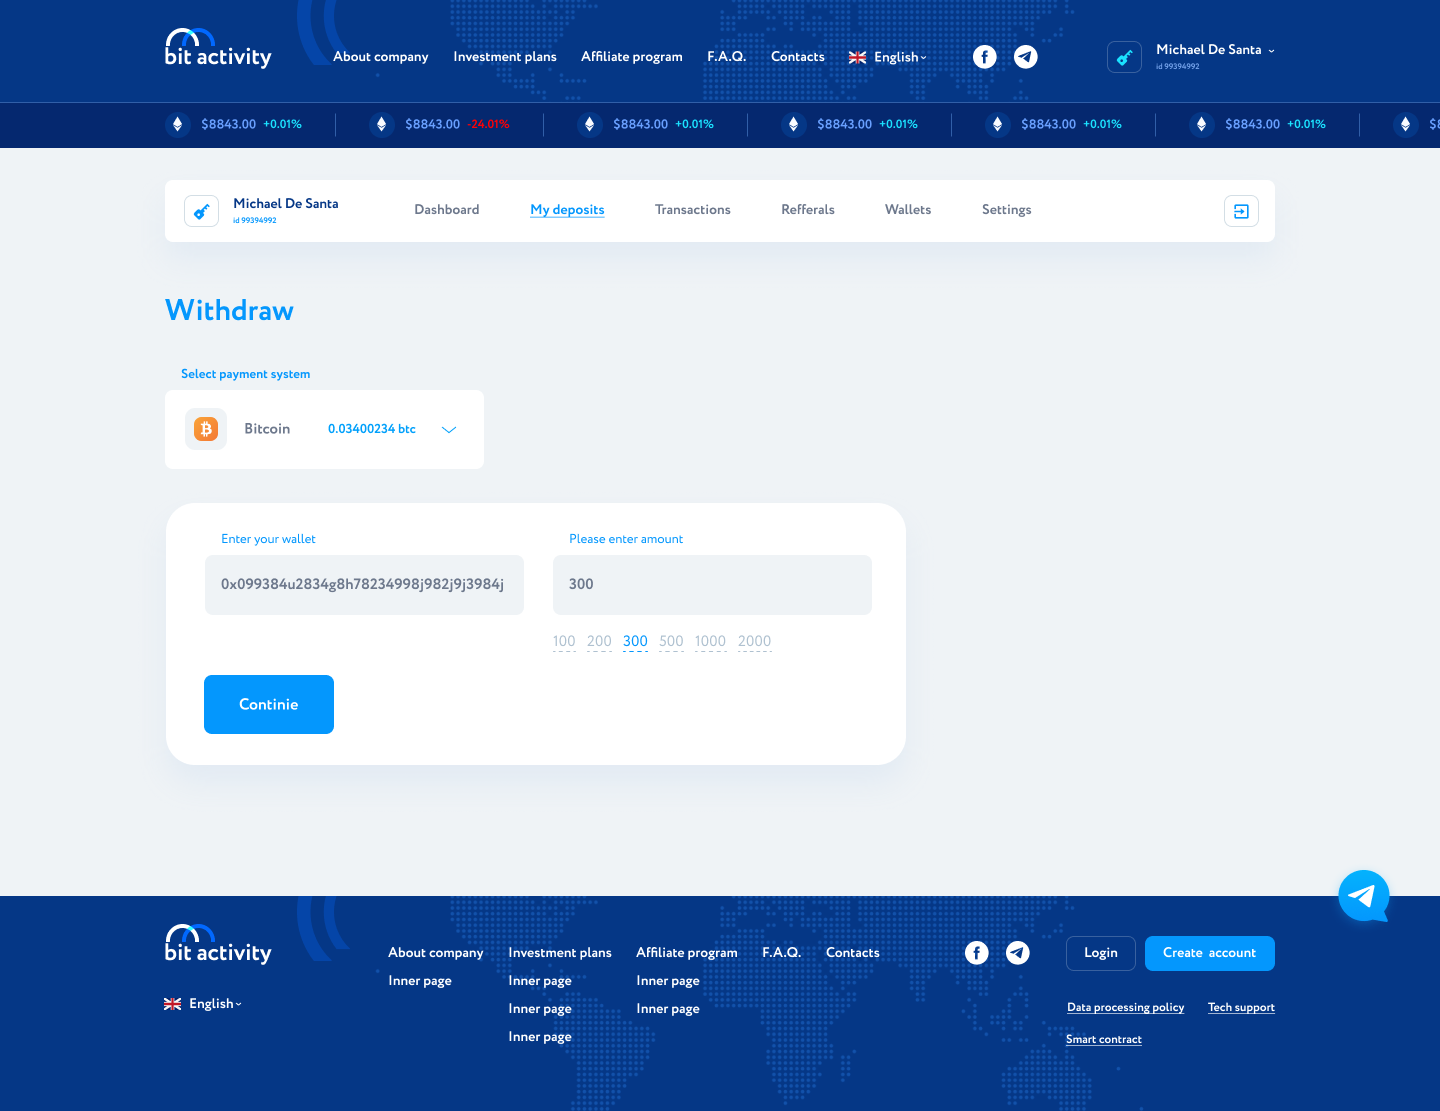 bit activity
About company Investment plans Affiliate program F.A.Q. Contacts English
Michael De Santa
id 99394992
$8843.00 +0.01% $8843.00 -24.01% $8843.00 +0.01% $8843.00 +0.01% $8843.00 +0.01% $8843.00 +0.01% $8
Michael De Santa
id 99394992
Dashboard My deposits Transactions Refferals Wallets Settings
Withdraw
Select payment system
Bitcoin 0.03400234 btc
Enter your wallet Please enter amount
0x099384u2834g8h78234998j982j9j3984j 300
100 200 300 500 1000 2000
Continie
bit activity
About company Investment plans Affiliate program F.A.Q. Contacts Login Create account
Inner page Inner page Inner page
English Inner page Inner page Data processing policy Tech support
Inner page Smart contract